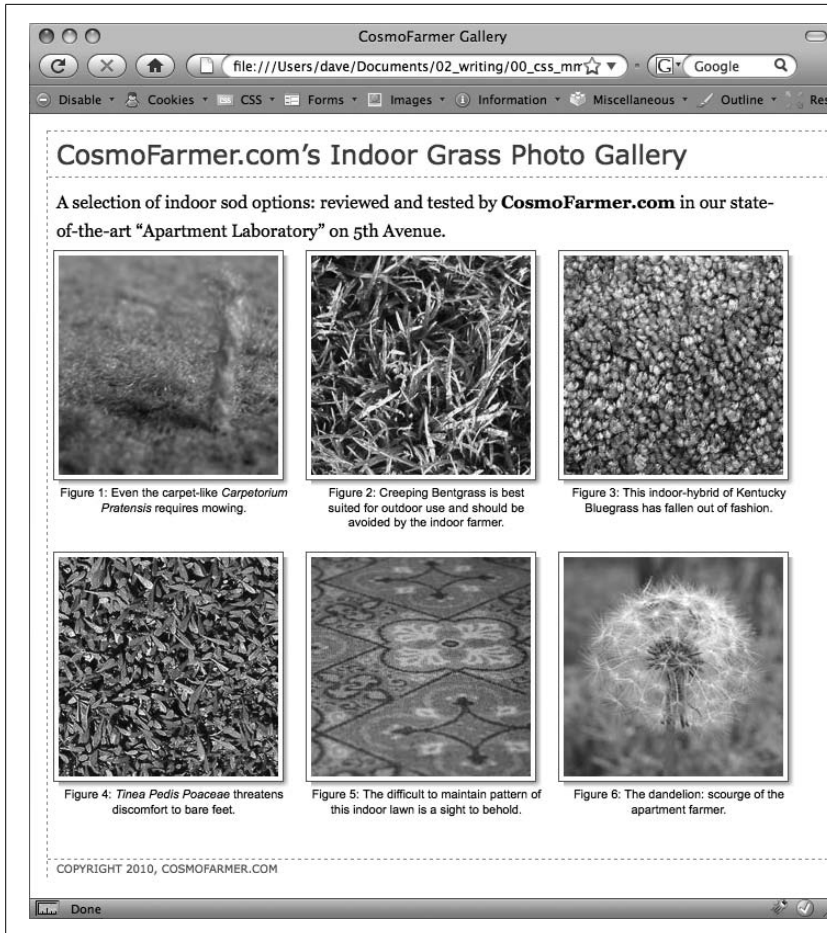 CosmoFarmer Gallery
file:///Users/dave/Documents/02_writing/00_css_mm
G Google
Disable Cookies CSS Forms Images Information Miscellaneous Outline Res
CosmoFarmer.com’s Indoor Grass Photo Gallery
A selection of indoor sod options: reviewed and tested by CosmoFarmer.com in our state-
of-the-art “Apartment Laboratory” on 5th Avenue.
Figure 1: Even the carpet-like Carpetorium
Pratensis requires mowing.
Figure 2: Creeping Bentgrass is best
suited for outdoor use and should be
avoided by the indoor farmer.
Figure 3: This indoor-hybrid of Kentucky
Bluegrass has fallen out of fashion.
Figure 4: Tinea Pedis Poaceae threatens
discomfort to bare feet.
Figure 5: The difficult to maintain pattern of
this indoor lawn is a sight to behold.
Figure 6: The dandelion: scourge of the
apartment farmer.
COPYRIGHT 2010, COSMOFARMER.COM
Done